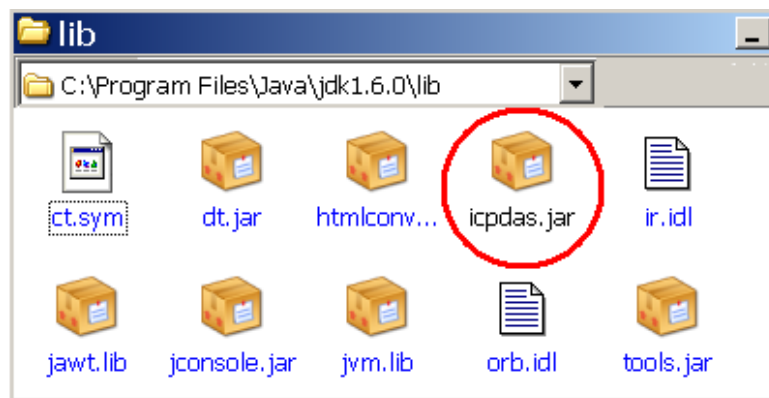 lib
C:\Program Files\Java\jdk1.6.0\lib
ct.sym dt.jar htmlconv... icpdas.jar ir.idl
jawt.lib jconsole.jar jvm.lib orb.idl tools.jar